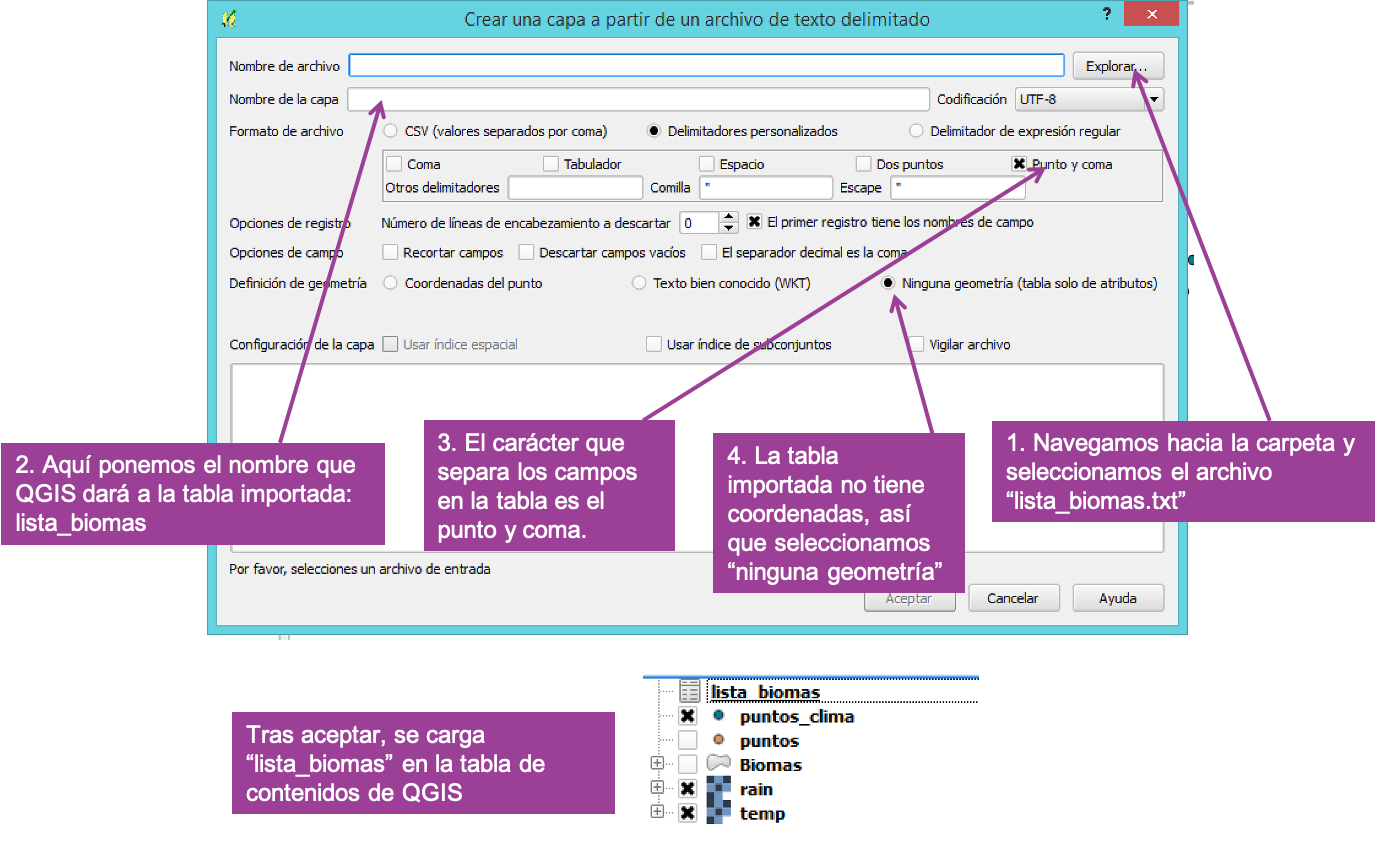 Crear una capa a partir de un archivo de texto delimitado
?
Nombre de archivo
Explorar...
Nombre de la capa
Codificación UTF-8
Formato de archivo
CSV (valores separados por coma)
Delimitadores personalizados
Delimitador de expresión regular
Coma
Tabulador
Espacio
Dos puntos
Punto y coma
Otros delimitadores
Comilla "
Escape "
Opciones de registro
Número de líneas de encabezamiento a descartar 0
El primer registro tiene los nombres de campo
Opciones de campo
Recortar campos
Descartar campos vacíos
El separador decimal es la coma
Definición de geometría
Coordenadas del punto
Texto bien conocido (WKT)
Ninguna geometría (tabla solo de atributos)
Configuración de la capa
Usar índice espacial
Usar índice de subconjuntos
Vigilar archivo
2. Aquí ponemos el nombre que
QGIS dará a la tabla importada:
lista_biomas
3. El carácter que
separa los campos
en la tabla es el
punto y coma.
4. La tabla
importada no tiene
coordenadas, así
que seleccionamos
“ninguna geometría”
1. Navegamos hacia la carpeta y
seleccionamos el archivo
“lista_biomas.txt”
Por favor, selecciones un archivo de entrada
Aceptar
Cancelar
Ayuda
Tras aceptar, se carga
“lista_biomas” en la tabla de
contenidos de QGIS
lista_biomas
puntos_clima
puntos
Biomas
rain
temp